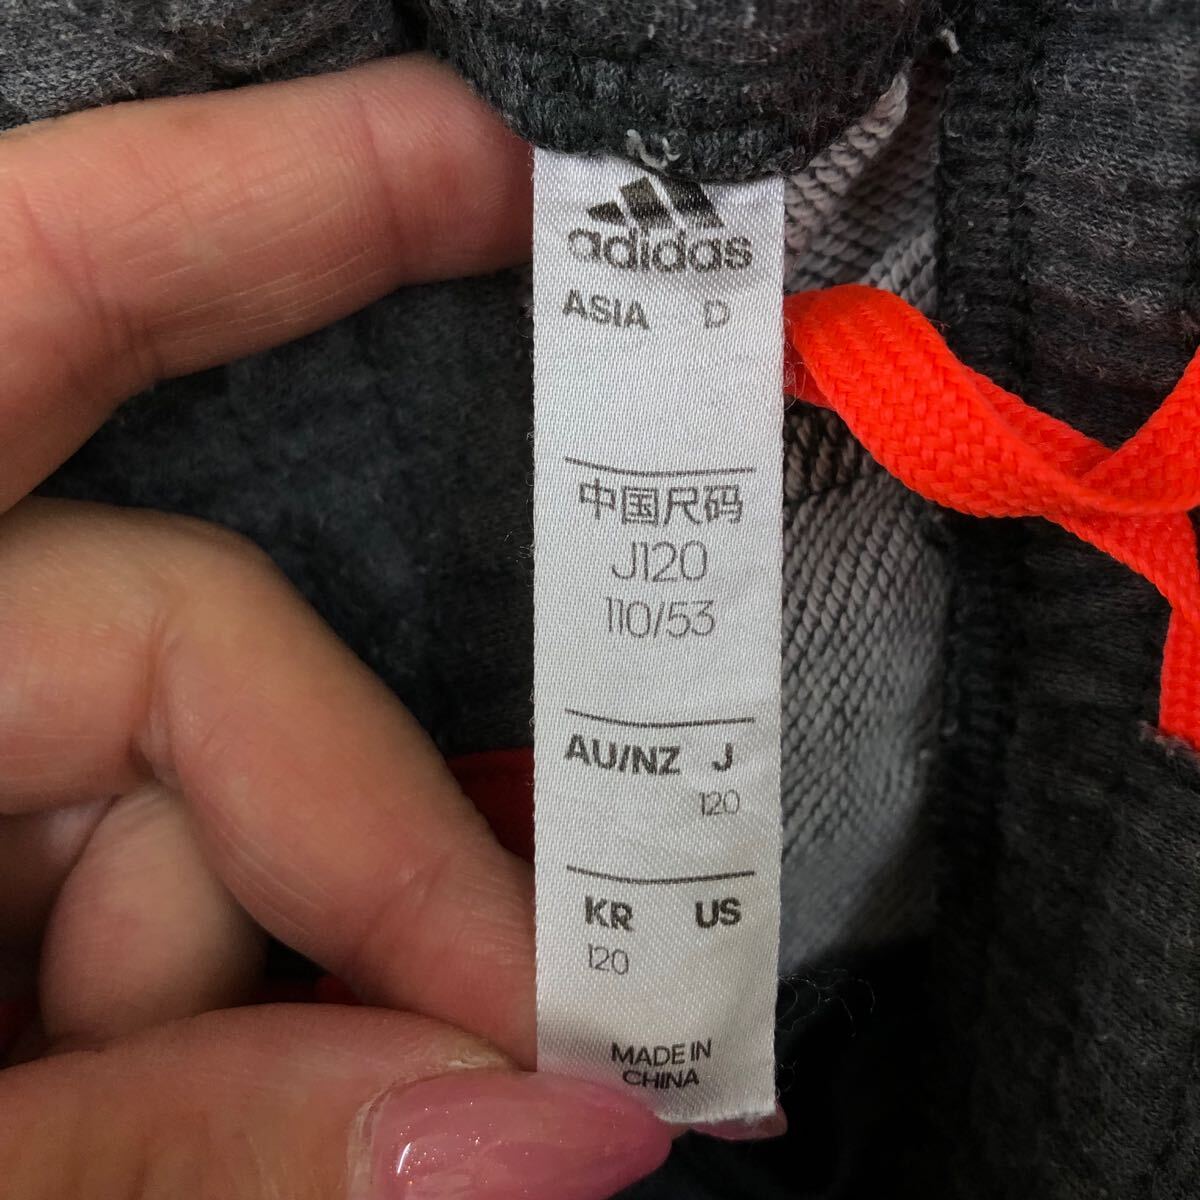 adidas
ASIA D
中国尺码
J120
110/53
AU/NZ J
120
KR US
120
MADE IN
CHINA